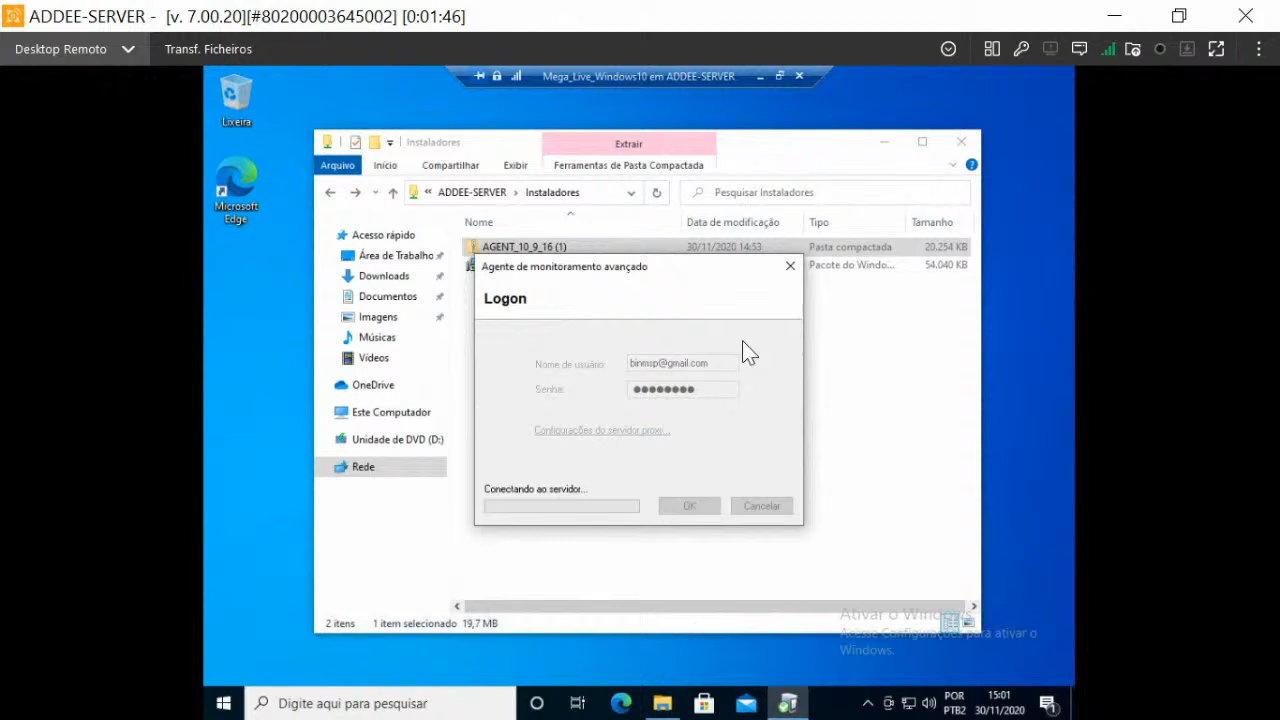 ADDEE-SERVER - [v. 7.00.20][#80200003645002] [0:01:46]
Desktop Remoto
Transf. Ficheiros
Mega_Live_Windows10 em ADDEE-SERVER
Lixeira
Microsoft
Edge
Instaladores
Extrair
Arquivo
Início
Compartilhar
Exibir
Ferramentas de Pasta Compactada
« ADDEE-SERVER › Instaladores
Pesquisar Instaladores
Nome
Data de modificação
Tipo
Tamanho
AGENT_10_9_16 (1)
30/11/2020 14:53
Pasta compactada
20.254 KB
Pacote do Windo...
54.040 KB
Acesso rápido
Área de Trabalho
Downloads
Documentos
Imagens
Músicas
Vídeos
OneDrive
Este Computador
Unidade de DVD (D:)
Rede
Agente de monitoramento avançado
Logon
Nome de usuário:
binmsp@gmail.com
Senha:
●●●●●●●●
Configurações do servidor proxy...
Conectando ao servidor...
OK
Cancelar
2 itens
1 item selecionado 19,7 MB
Ativar o Windows
Acesse Configurações para ativar o
Windows.
Digite aqui para pesquisar
POR
PTB2
15:01
30/11/2020
1